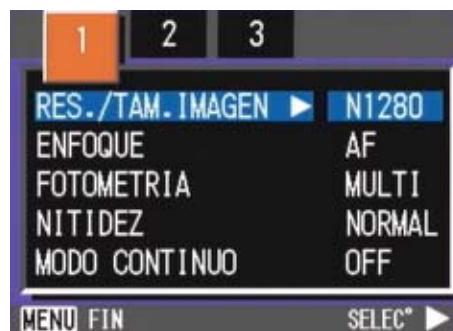 1 2 3
RES./TAM.IMAGEN ▶ N1280
ENFOQUE AF
FOTOMETRIA MULTI
NITIDEZ NORMAL
MODO CONTINUO OFF
MENU FIN SELEC° ▶